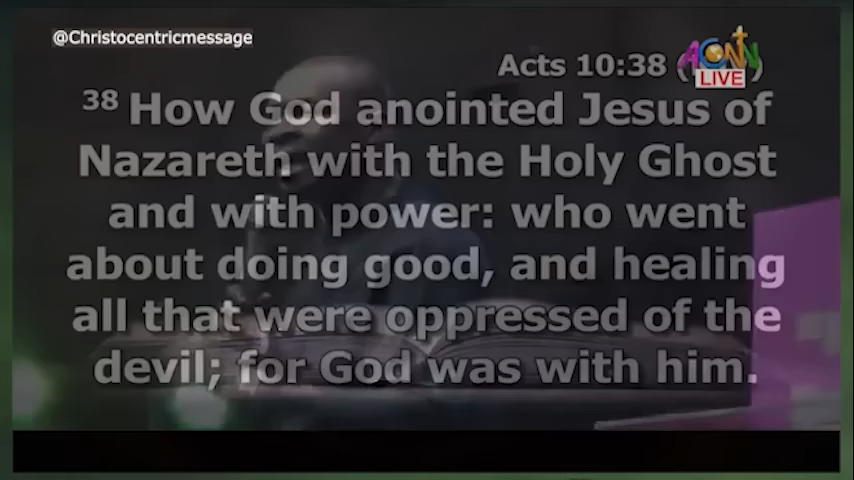 @Christocentricmessage
Acts 10:38 (
ACNN
LIVE
)
38 How God anointed Jesus of
Nazareth with the Holy Ghost
and with power: who went
about doing good, and healing
all that were oppressed of the
devil; for God was with him.